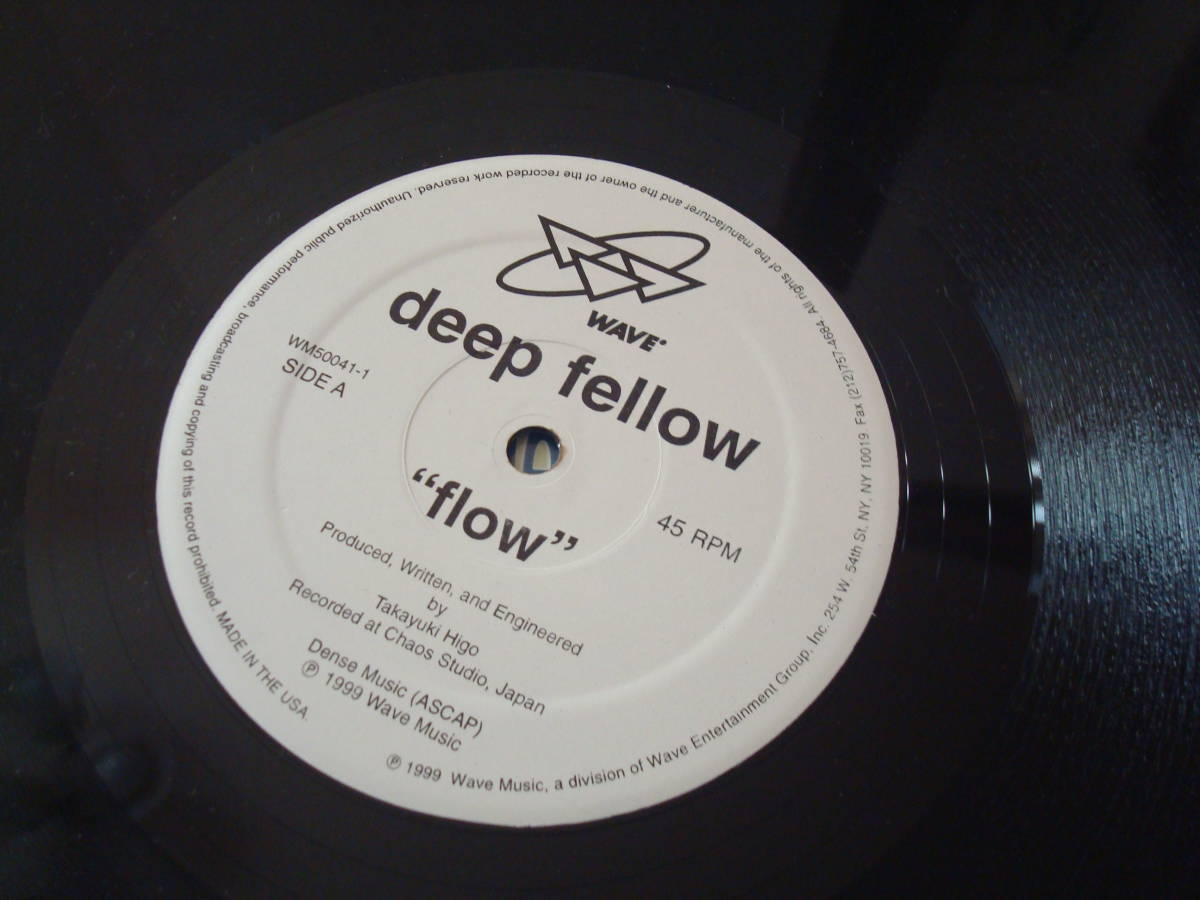 WAVE
deep fellow
WM50041-1
SIDE A
"flow"
45 RPM
Produced, Written, and Engineered
by
Takayuki Higo
Recorded at Chaos Studio, Japan
Dense Music (ASCAP)
℗ 1999 Wave Music
℗ 1999 Wave Music, a division of Wave Entertainment Group, Inc. 254 W. 54th St. NY, NY 10019 Fax (212)757-4684. All rights of the manufacturer and the owner of the recorded work reserved. Unauthorized public performance, broadcasting and copying of this record prohibited. MADE IN THE USA.